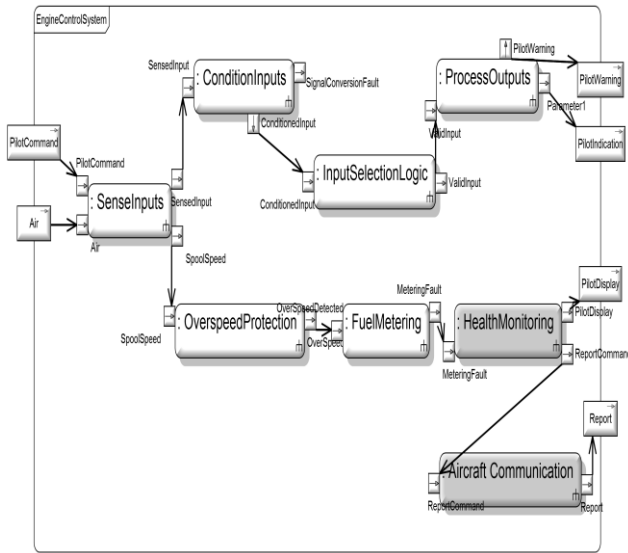 EngineControlSystem
PilotWarning
SensedInput
: ConditionInputs
SignalConversionFault
: ProcessOutputs
PilotWarning
Parameter1
ConditionedInput
ValidInput
PilotCommand
PilotIndication
PilotCommand
: InputSelectionLogic
ValidInput
: SenseInputs
SensedInput
ConditionedInput
Air
Air
SpoolSpeed
PilotDisplay
MeteringFault
OverSpeedDetected
PilotDisplay
: OverspeedProtection
: FuelMetering
: HealthMonitoring
SpoolSpeed
OverSpeed
ReportCommand
MeteringFault
Report
: Aircraft Communication
ReportCommand
Report